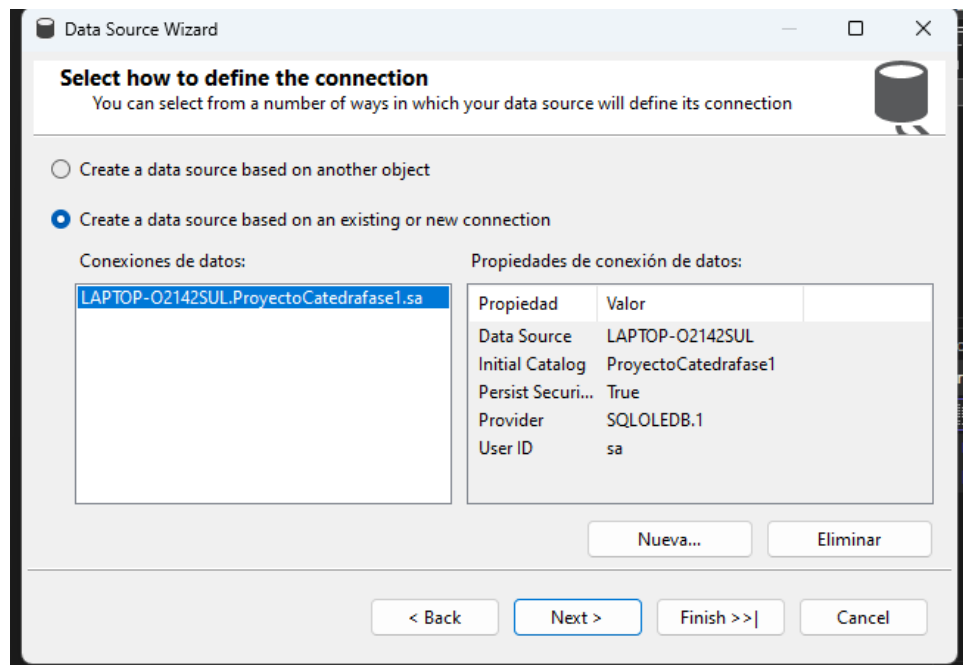 Data Source Wizard
Select how to define the connection
You can select from a number of ways in which your data source will define its connection
Create a data source based on another object
Create a data source based on an existing or new connection
Conexiones de datos:
LAPTOP-O2142SUL.ProyectoCatedrafase1.sa
Propiedades de conexión de datos:
Propiedad Valor
Data Source LAPTOP-O2142SUL
Initial Catalog ProyectoCatedrafase1
Persist Securi... True
Provider SQLOLEDB.1
User ID sa
Nueva... Eliminar
< Back Next > Finish >>| Cancel